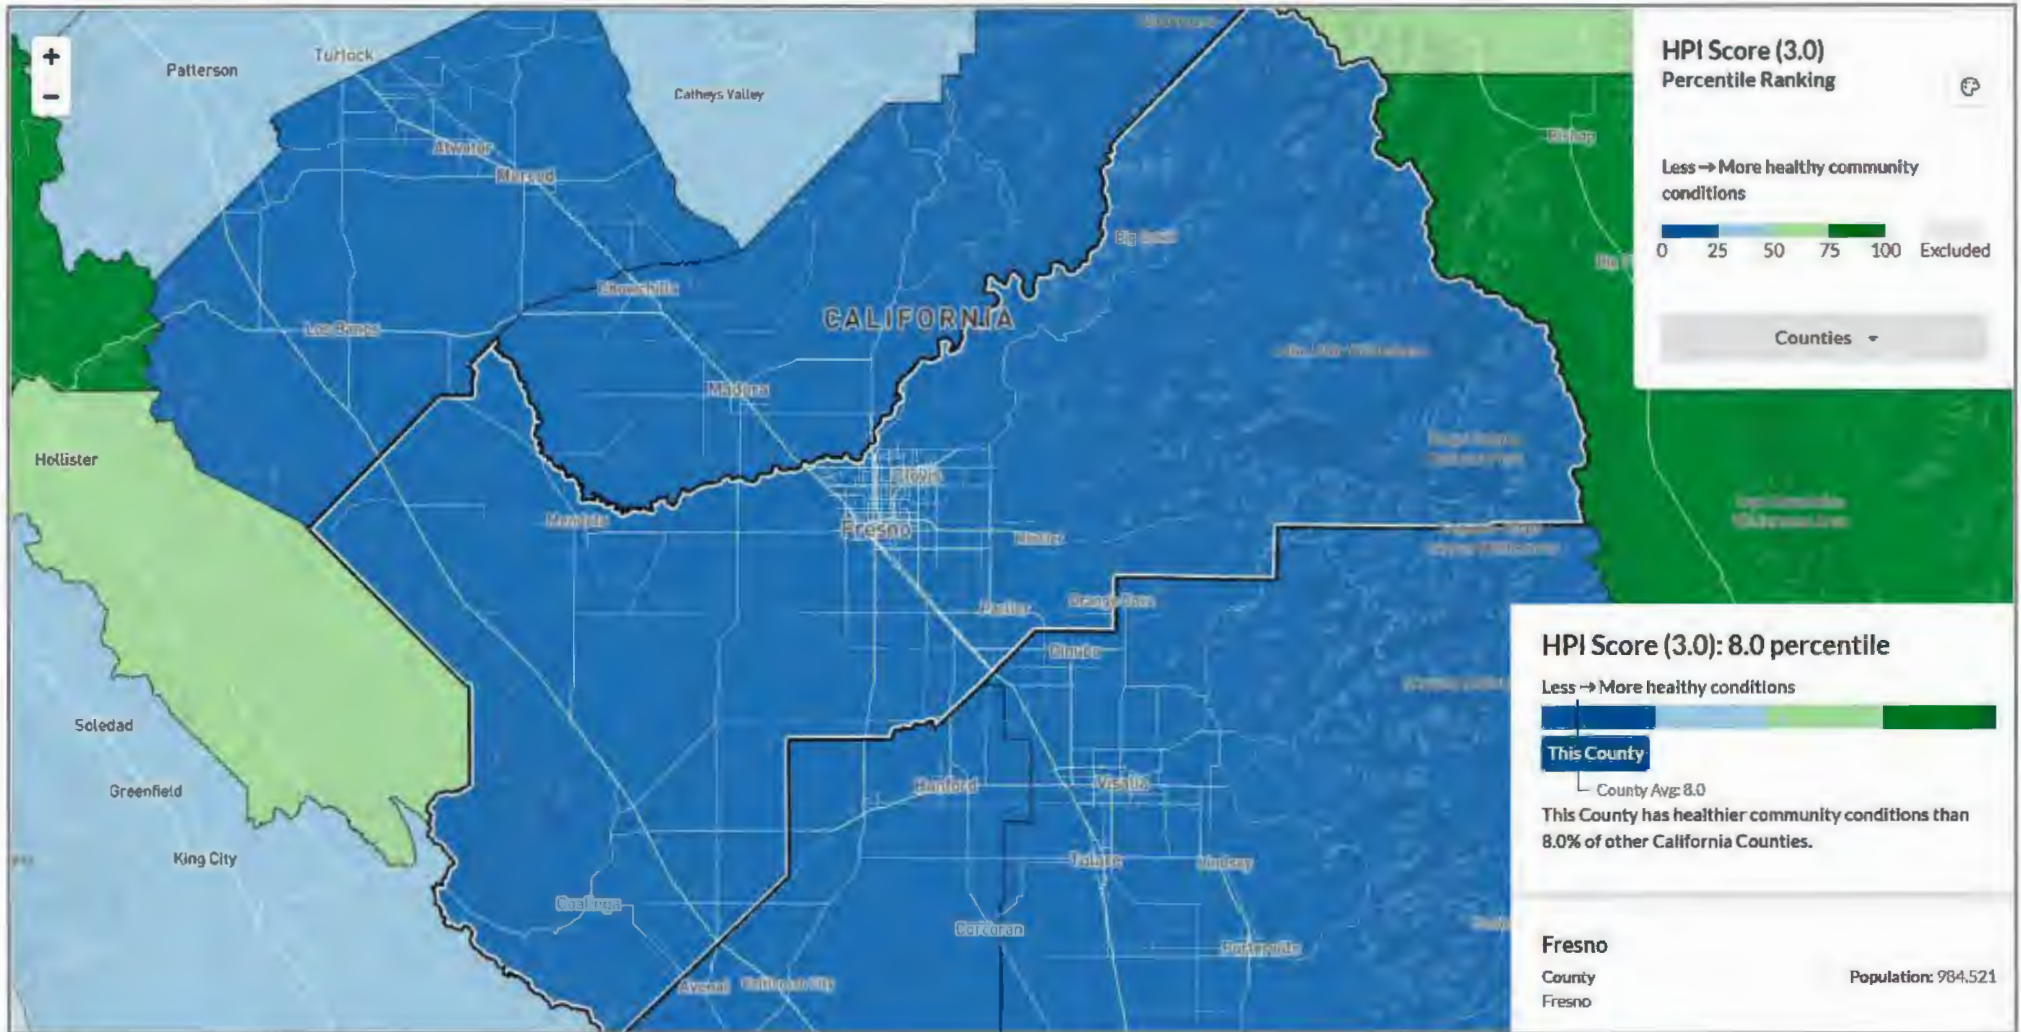 Patterson
Turlock
Catheys Valley
Atwater
Merced
Bishop
Chowchilla
CALIFORNIA
Los Banos
Madera
Hollister
Clovis
Mendota
Fresno
Parlier
Orange Cove
Dinuba
Soledad
Greenfield
Hanford
Visalia
King City
Tulare
Lindsay
Coalinga
Corcoran
Porterville
Avenal
HPI Score (3.0)
Percentile Ranking
Less → More healthy community
conditions
0 25 50 75 100 Excluded
Counties
HPI Score (3.0): 8.0 percentile
Less → More healthy conditions
This County
County Avg: 8.0
This County has healthier community conditions than
8.0% of other California Counties.
Fresno
County Population: 984,521
Fresno